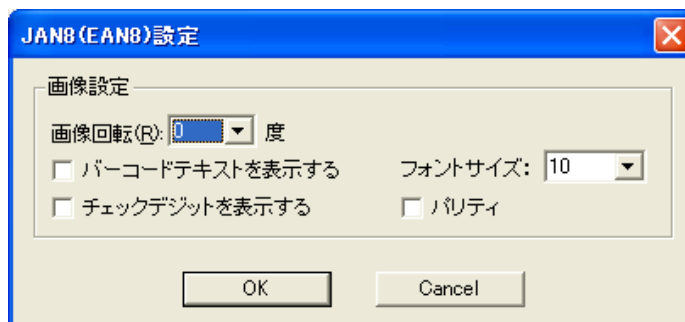 JAN8(EAN8)設定
画像設定
画像回転(R): 0 度
バーコードテキストを表示する フォントサイズ: 10
チェックデジットを表示する パリティ
OK Cancel